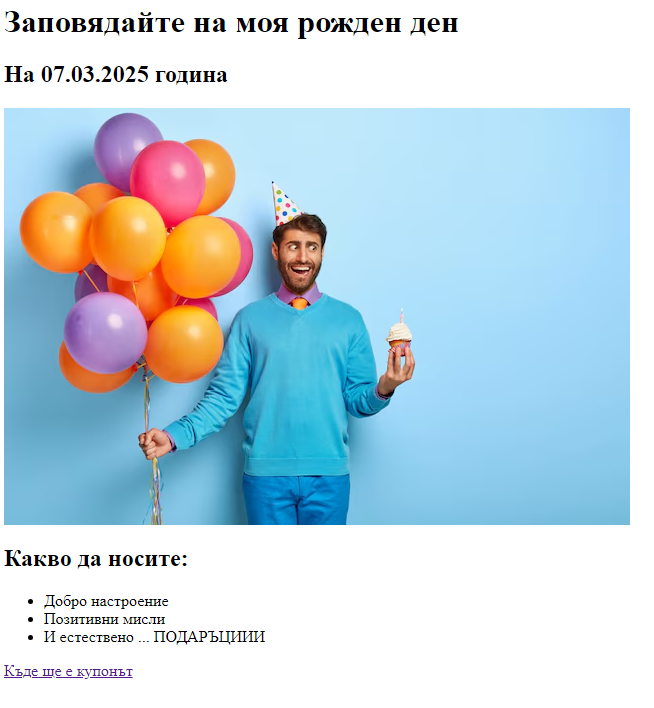 Заповядайте на моя рожден ден
На 07.03.2025 година
Какво да носите:
Добро настроение
Позитивни мисли
И естествено ... ПОДАРЪЦИИИ
Къде ще е купонът